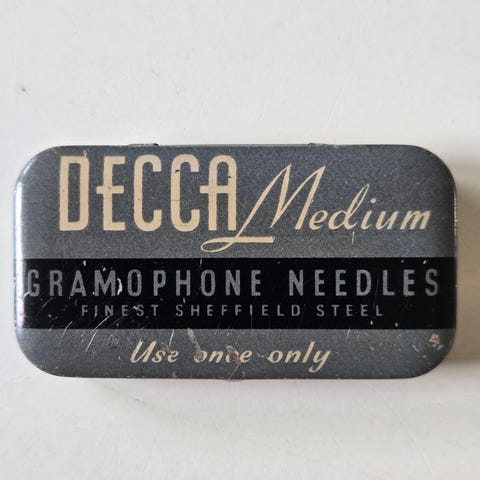 DECCA Medium
GRAMOPHONE NEEDLES
FINEST SHEFFIELD STEEL
Use once only